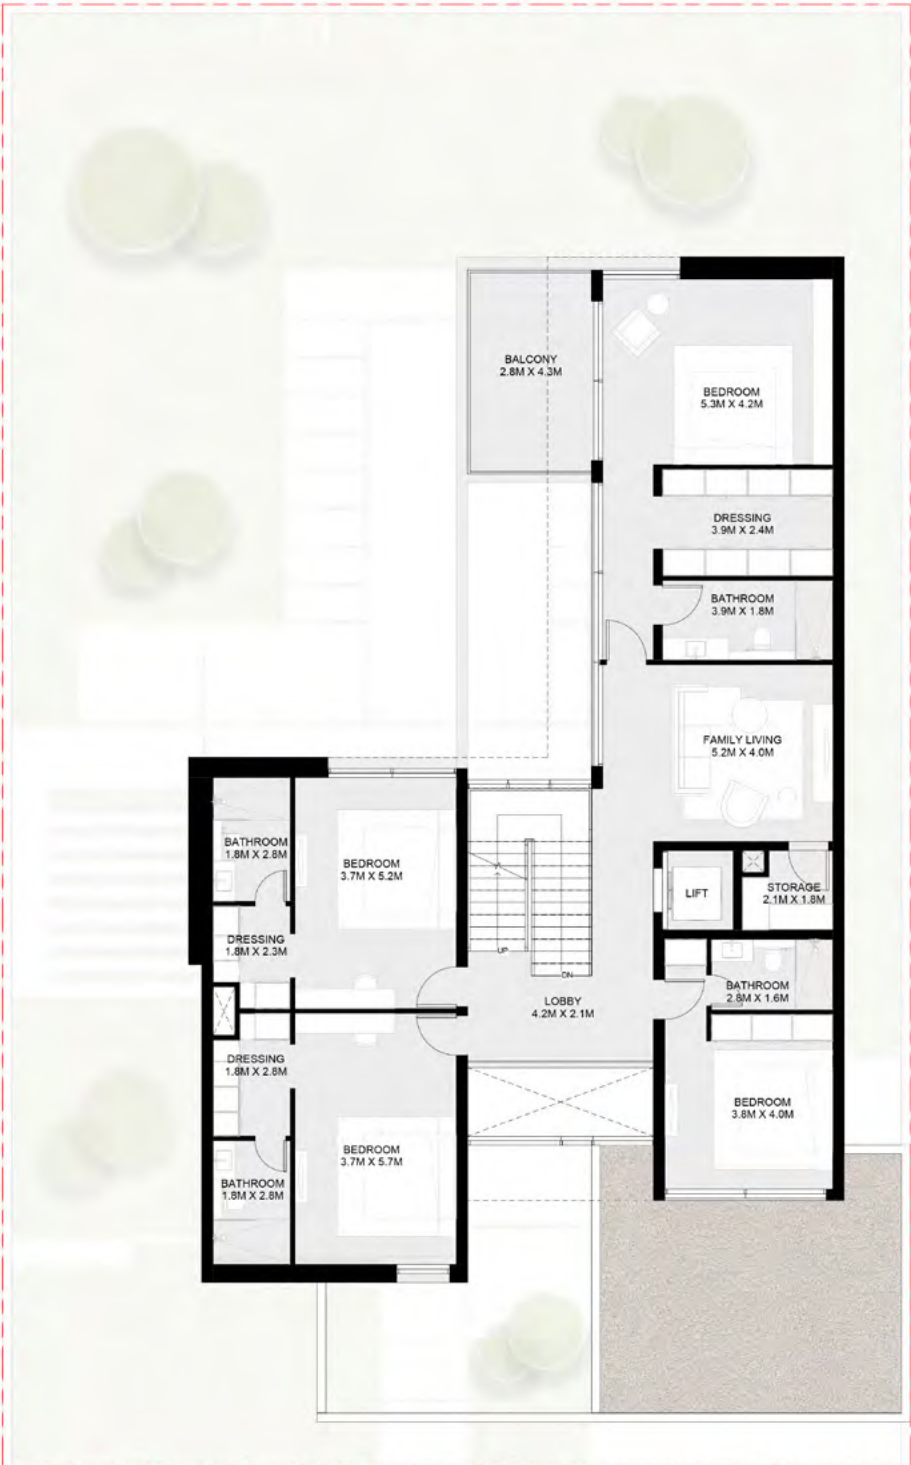 BALCONY
2.8M X 4.3M
BEDROOM
5.3M X 4.2M
DRESSING
3.9M X 2.4M
BATHROOM
3.9M X 1.8M
FAMILY LIVING
5.2M X 4.0M
BATHROOM
1.8M X 2.8M
BEDROOM
3.7M X 5.2M
LIFT
STORAGE
2.1M X 1.8M
DRESSING
1.8M X 2.3M
UP
DN
LOBBY
4.2M X 2.1M
BATHROOM
2.8M X 1.6M
DRESSING
1.8M X 2.8M
BEDROOM
3.8M X 4.0M
BEDROOM
3.7M X 5.7M
BATHROOM
1.8M X 2.8M